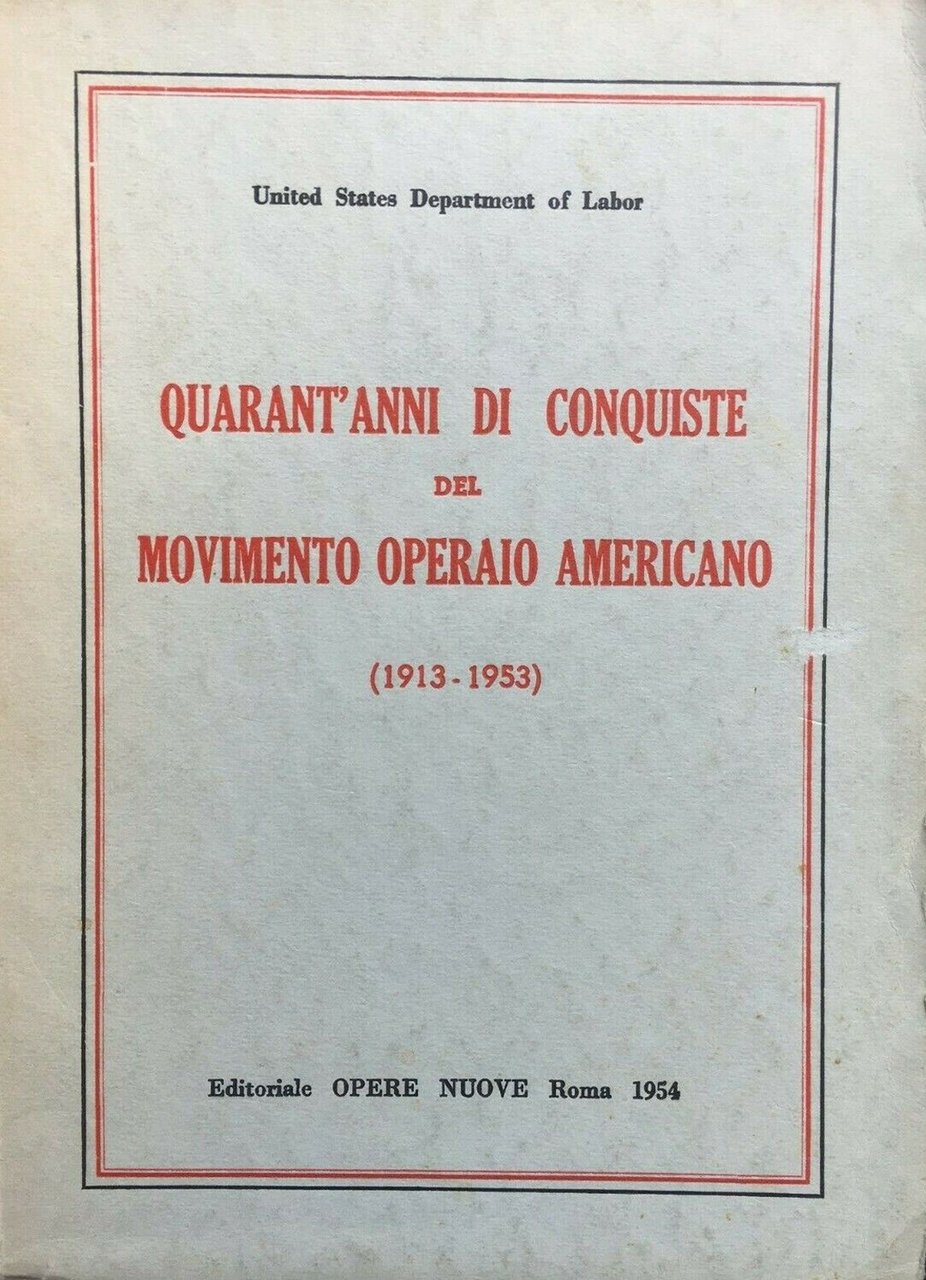 United States Department of Labor
QUARANT'ANNI DI CONQUISTE
DEL
MOVIMENTO OPERAIO AMERICANO
(1913 - 1953)
Editoriale OPERE NUOVE Roma 1954